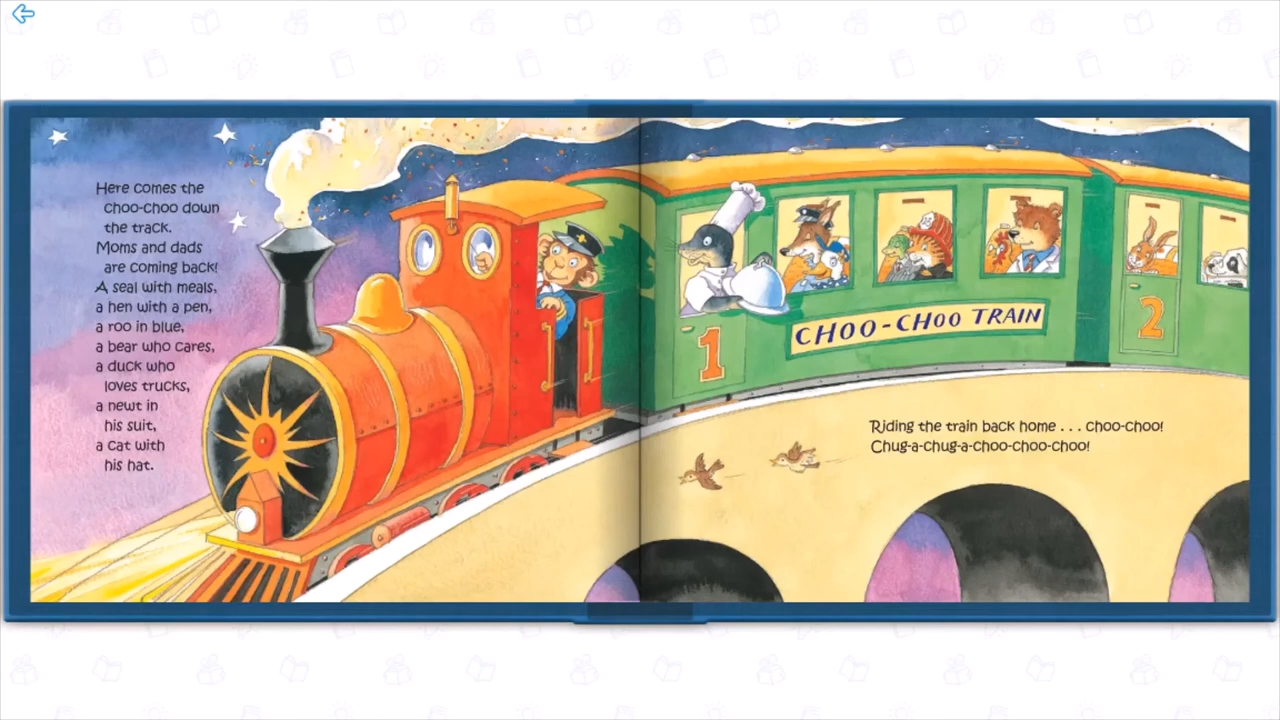 Here comes the
choo-choo down
the track.
Moms and dads
are coming back!
A seal with meals,
a hen with a pen,
a roo in blue,
a bear who cares,
a duck who
loves trucks,
a newt in
his suit,
a cat with
his hat.
1
CHOO-CHOO TRAIN
2
Riding the train back home . . . choo-choo!
Chug-a-chug-a-choo-choo-choo!